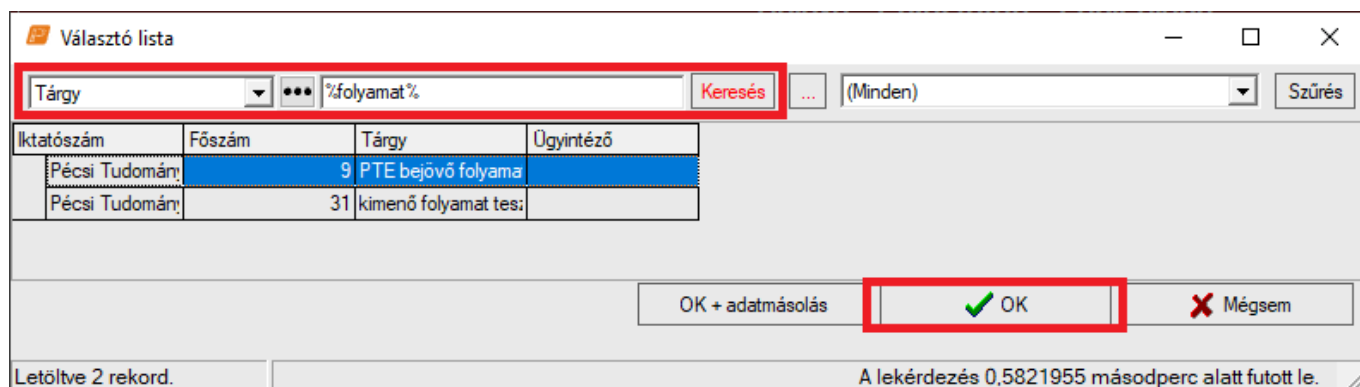 Választó lista
Tárgy ••• %folyamat% Keresés ... (Minden) Szűrés
Iktatószám Főszám Tárgy Ügyintéző
Pécsi Tudomány 9 PTE bejövő folyama
Pécsi Tudomány 31 kimenő folyamat tesz
OK + adatmásolás OK Mégsem
Letöltve 2 rekord. A lekérdezés 0,5821955 másodperc alatt futott le.